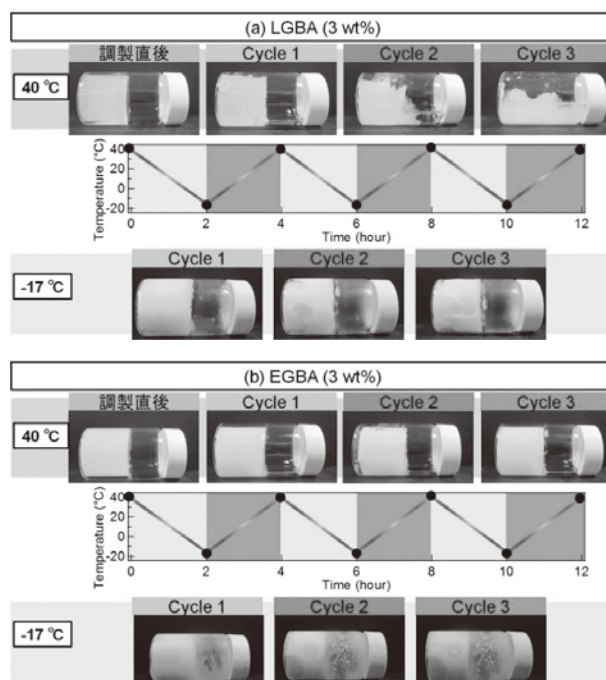 (a) LGBA (3 wt%)
調製直後 Cycle 1 Cycle 2 Cycle 3
40 ℃
Temperature (°C)
40
20
0
-20
0 2 4 6 8 10 12
Time (hour)
Cycle 1 Cycle 2 Cycle 3
-17 ℃
(b) EGBA (3 wt%)
調製直後 Cycle 1 Cycle 2 Cycle 3
40 ℃
Temperature (°C)
40
20
0
-20
0 2 4 6 8 10 12
Time (hour)
Cycle 1 Cycle 2 Cycle 3
-17 ℃